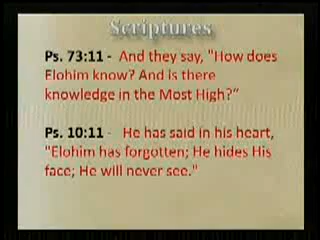 Scriptures
Ps. 73:11 - And they say, "How does
Elohim know? And is there
knowledge in the Most High?"
Ps. 10:11 - He has said in his heart,
"Elohim has forgotten; He hides His
face; He will never see."